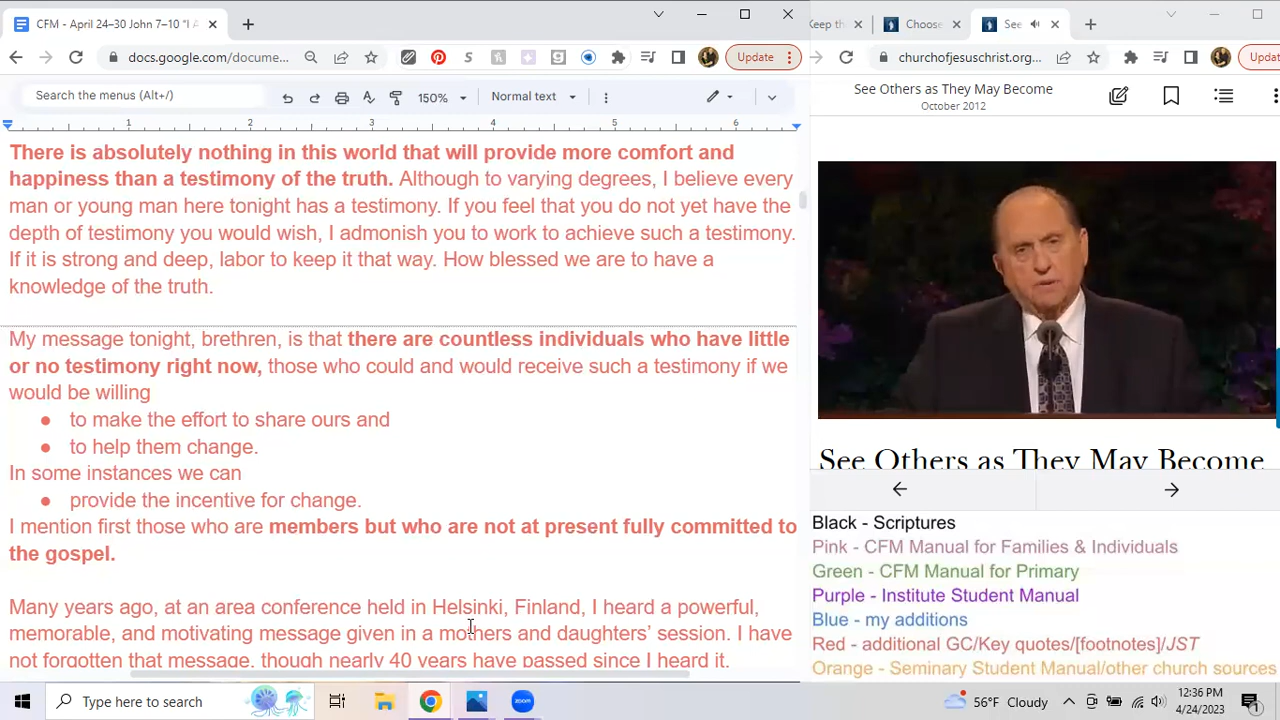 CFM - April 24–30 John 7–10 "I A
docs.google.com/docume...
Update
Search the menus (Alt+/)
150%
Normal text
1 2 3 4 5 6
There is absolutely nothing in this world that will provide more comfort and
happiness than a testimony of the truth. Although to varying degrees, I believe every
man or young man here tonight has a testimony. If you feel that you do not yet have the
depth of testimony you would wish, I admonish you to work to achieve such a testimony.
If it is strong and deep, labor to keep it that way. How blessed we are to have a
knowledge of the truth.
My message tonight, brethren, is that there are countless individuals who have little
or no testimony right now, those who could and would receive such a testimony if we
would be willing
● to make the effort to share ours and
● to help them change.
In some instances we can
● provide the incentive for change.
I mention first those who are members but who are not at present fully committed to
the gospel.
Many years ago, at an area conference held in Helsinki, Finland, I heard a powerful,
memorable, and motivating message given in a mothers and daughters' session. I have
not forgotten that message, though nearly 40 years have passed since I heard it.
Keep th
Choose
See
churchofjesuschrist.org...
Updat
See Others as They May Become
October 2012
See Others as They May Become
Black - Scriptures
Pink - CFM Manual for Families & Individuals
Green - CFM Manual for Primary
Purple - Institute Student Manual
Blue - my additions
Red - additional GC/Key quotes/[footnotes]/JST
Orange - Seminary Student Manual/other church sources
Type here to search
zoom
56°F Cloudy
12:36 PM
4/24/2023
1